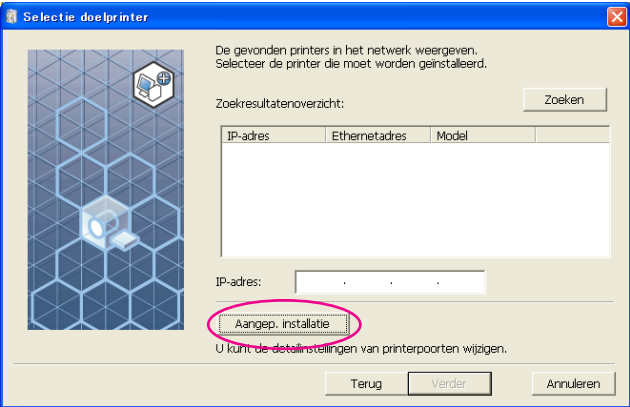 Selectie doelprinter
De gevonden printers in het netwerk weergeven.
Selecteer de printer die moet worden geïnstalleerd.
Zoekresultatenoverzicht:
Zoeken
IP-adres Ethernetadres Model
IP-adres: . . .
Aangep. installatie
U kunt de detailinstellingen van printerpoorten wijzigen.
Terug Verder Annuleren